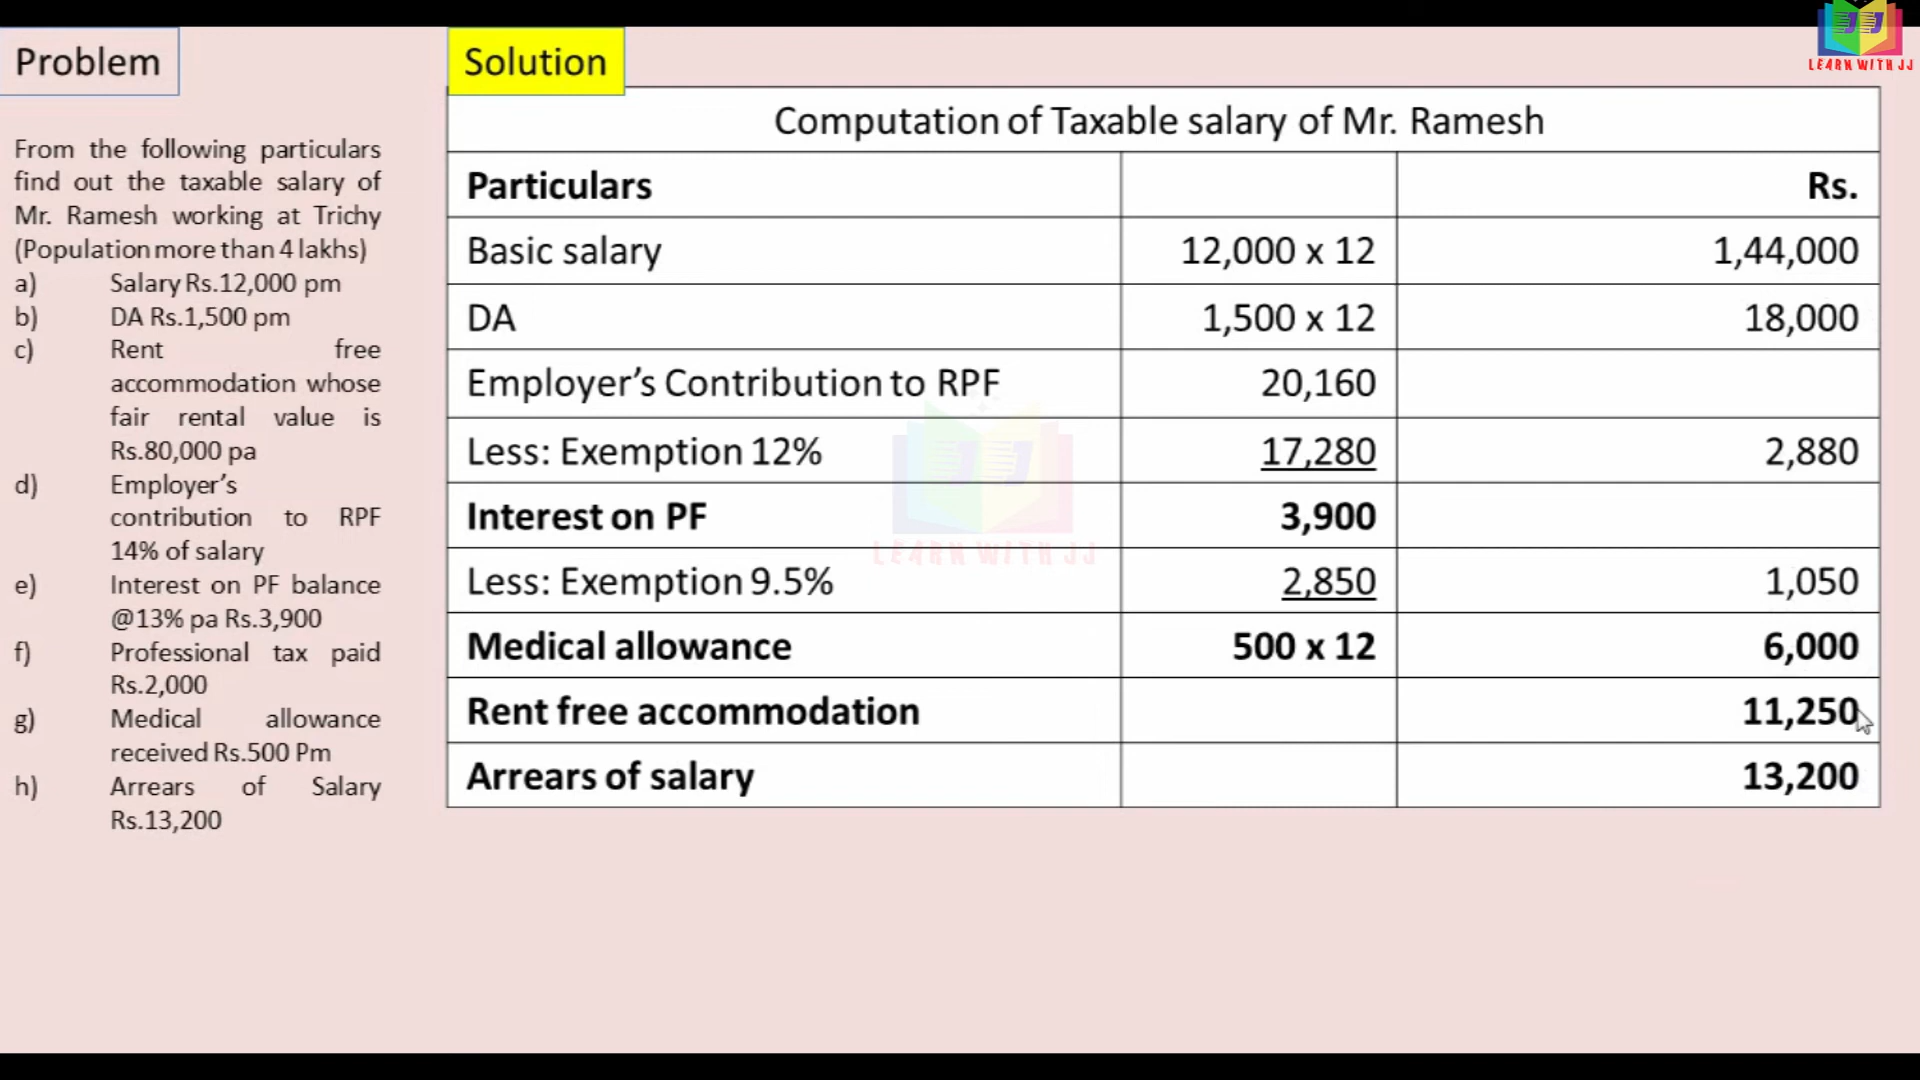 LEARN WITH JJ
Problem
From the following particulars
find out the taxable salary of
Mr. Ramesh working at Trichy
(Population more than 4 lakhs)
a) Salary Rs.12,000 pm
b) DA Rs.1,500 pm
c) Rent free
accommodation whose
fair rental value is
Rs.80,000 pa
d) Employer’s
contribution to RPF
14% of salary
e) Interest on PF balance
@13% pa Rs.3,900
f) Professional tax paid
Rs.2,000
g) Medical allowance
received Rs.500 Pm
h) Arrears of Salary
Rs.13,200
Solution
Computation of Taxable salary of Mr. Ramesh
Particulars Rs.
Basic salary 12,000 x 12 1,44,000
DA 1,500 x 12 18,000
Employer’s Contribution to RPF 20,160
Less: Exemption 12% 17,280 2,880
Interest on PF 3,900
LEARN WITH JJ
Less: Exemption 9.5% 2,850 1,050
Medical allowance 500 x 12 6,000
Rent free accommodation 11,250
Arrears of salary 13,200